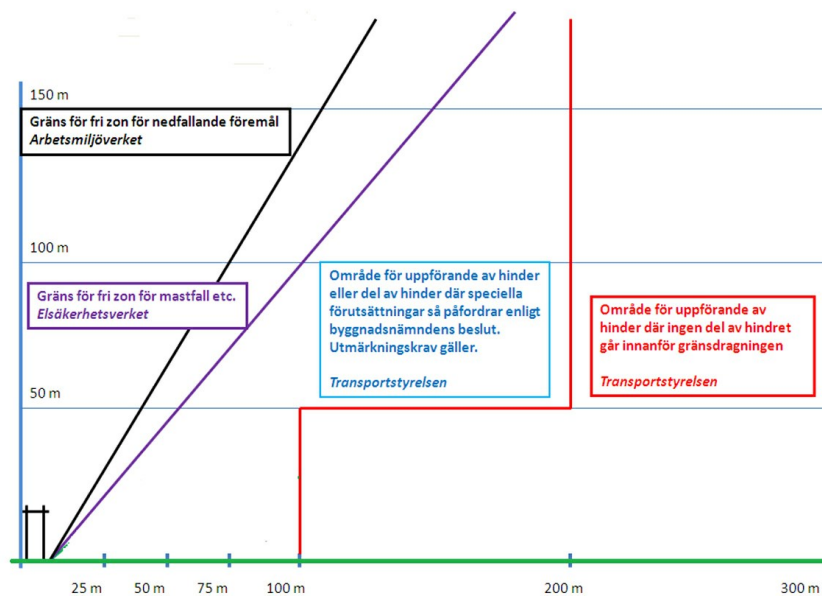 150 m
Gräns för fri zon för nedfallande föremål
Arbetsmiljöverket
100 m
Gräns för fri zon för mastfall etc.
Elsäkerhetsverket
Område för uppförande av hinder
eller del av hinder där speciella
förutsättningar så påfordrar enligt
byggnadsnämndens beslut.
Utmärkningskrav gäller.
Transportstyrelsen
Område för uppförande av
hinder där ingen del av hindret
går innanför gränsdragningen
Transportstyrelsen
50 m
25 m 50 m 75 m 100 m 200 m 300 m